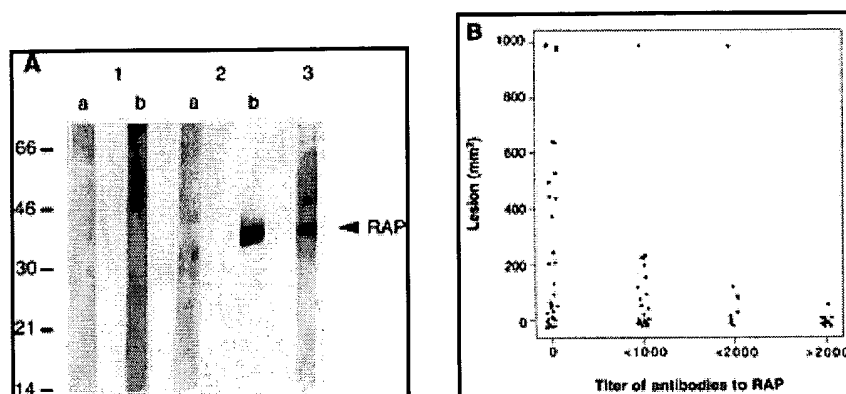 A
1 2 3
a b a b
66
46
RAP
30
21
14
B
1000
800
600
400
200
0
Lesion (mm²)
0 <1000 <2000 >2000
Titer of antibodies to RAP